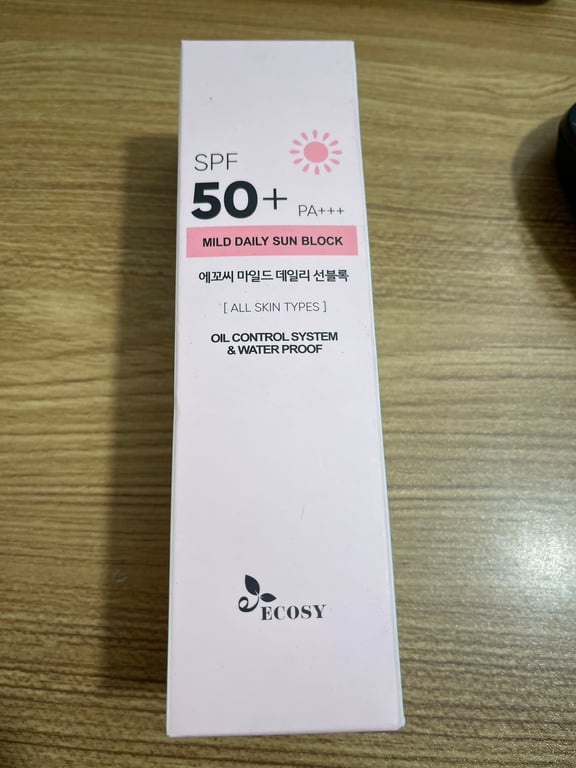 SPF
50+ PA+++
MILD DAILY SUN BLOCK
에꼬씨 마일드 데일리 선블록
[ ALL SKIN TYPES ]
OIL CONTROL SYSTEM
& WATER PROOF
ECOSY